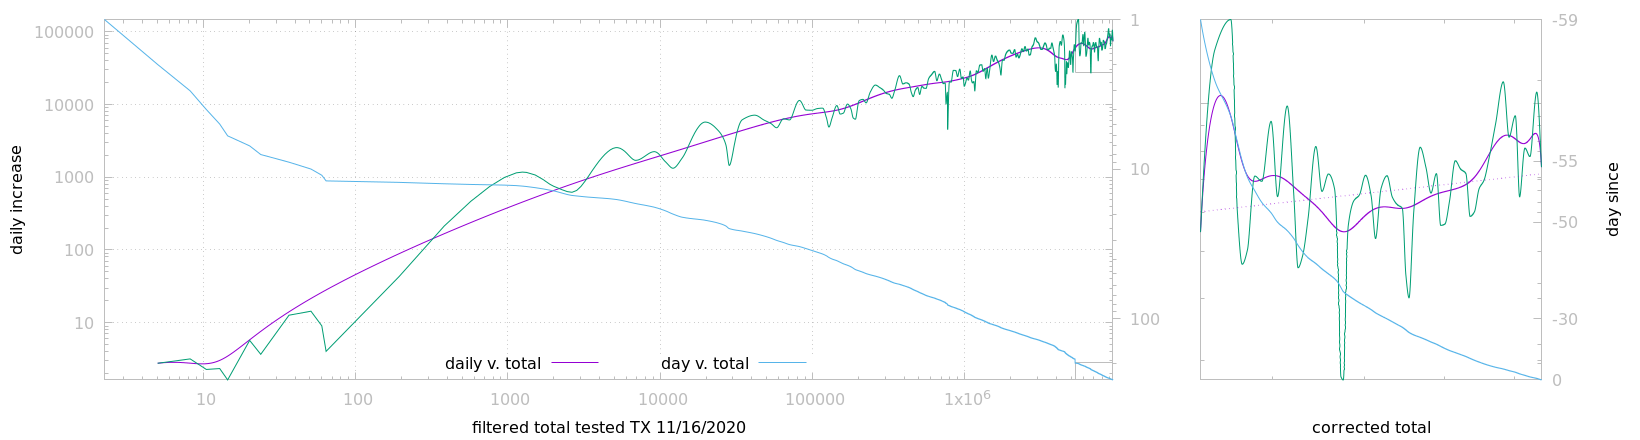 100000
10000
1000
100
10
daily increase
1
10
100
10
100
1000
10000
100000
1x10⁶
daily v. total
day v. total
filtered total tested TX 11/16/2020
-59
-55
-50
-30
0
day since
corrected total